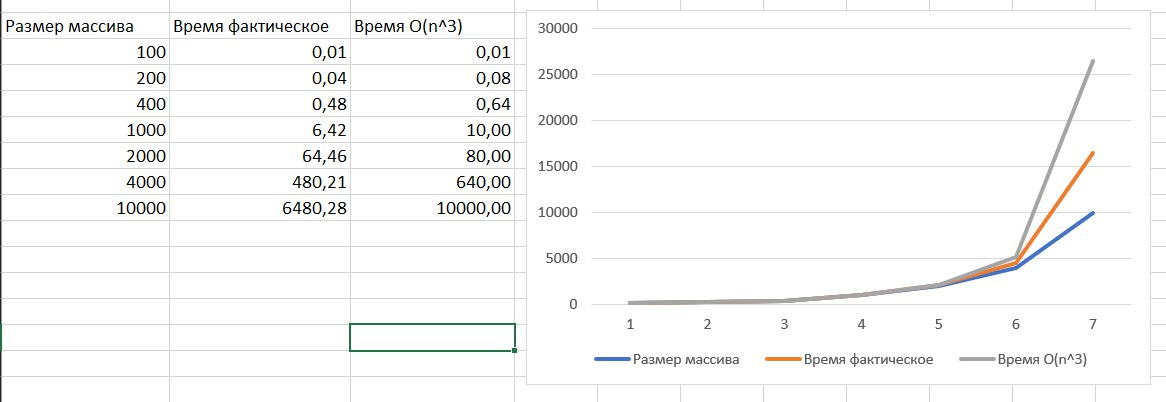 Размер массива Время фактическое Время O(n^3)
100 0,01 0,01
200 0,04 0,08
400 0,48 0,64
1000 6,42 10,00
2000 64,46 80,00
4000 480,21 640,00
10000 6480,28 10000,00
30000
25000
20000
15000
10000
5000
0
1 2 3 4 5 6 7
Размер массива Время фактическое Время O(n^3)